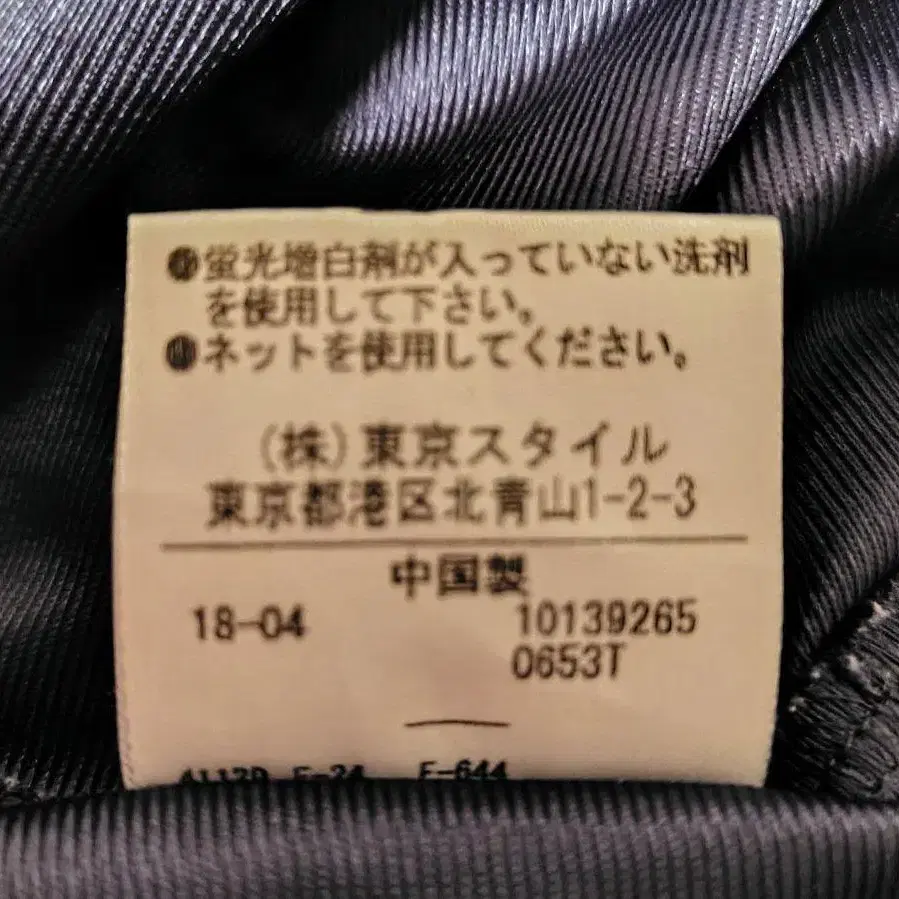 ●蛍光増白剤が入っていない洗剤
を使用して下さい。
●ネットを使用してください。
(株)東京スタイル
東京都港区北青山1-2-3
中国製
18-04 10139265
0653T
F-644